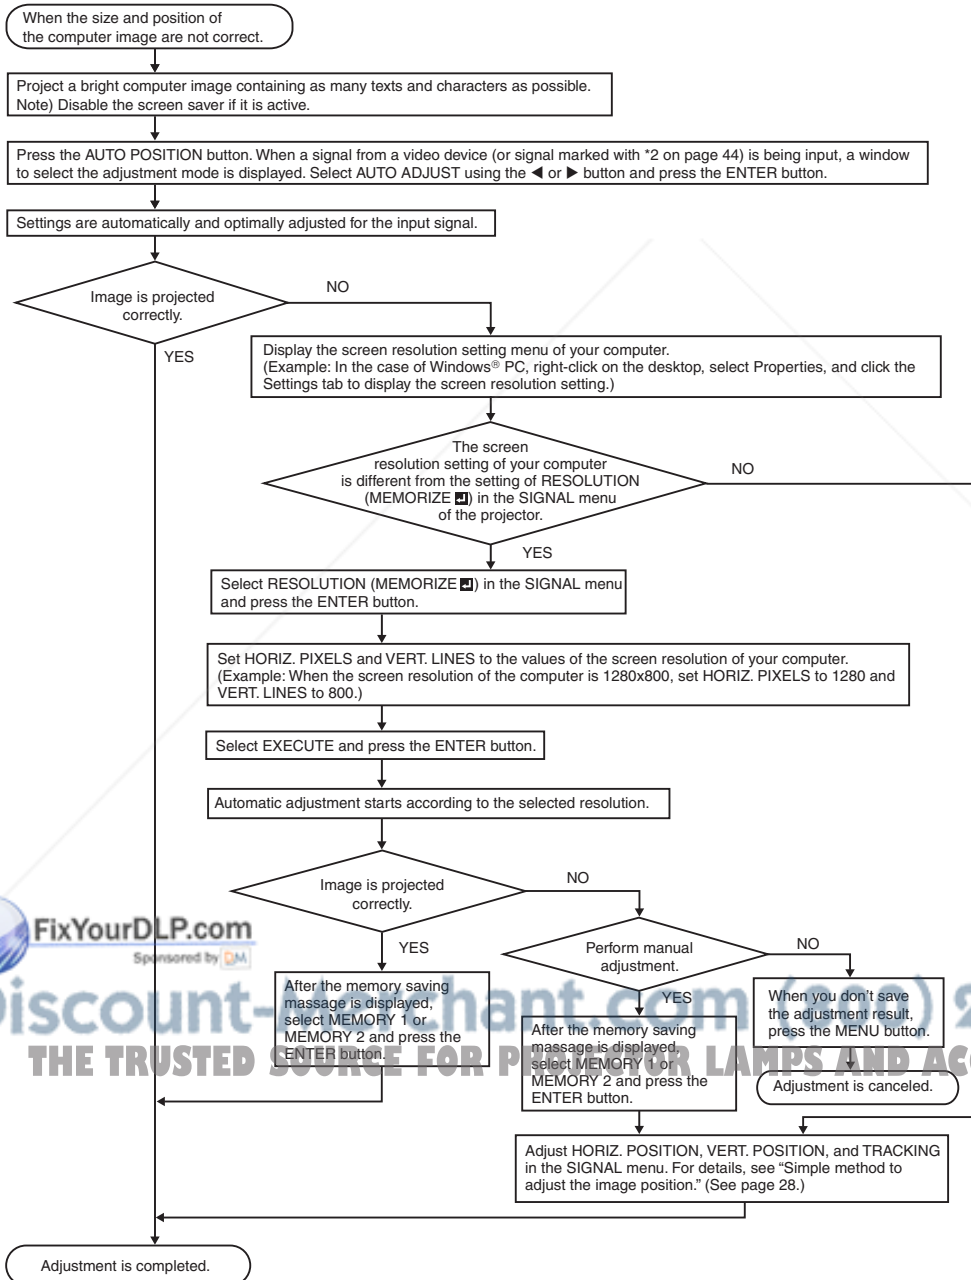 When the size and position of
the computer image are not correct.
Project a bright computer image containing as many texts and characters as possible.
Note) Disable the screen saver if it is active.
Press the AUTO POSITION button. When a signal from a video device (or signal marked with *2 on page 44) is being input, a window
to select the adjustment mode is displayed. Select AUTO ADJUST using the ◀ or ▶ button and press the ENTER button.
Settings are automatically and optimally adjusted for the input signal.
Image is projected
correctly.
NO
YES
Display the screen resolution setting menu of your computer.
(Example: In the case of Windows® PC, right-click on the desktop, select Properties, and click the
Settings tab to display the screen resolution setting.)
The screen
resolution setting of your computer
is different from the setting of RESOLUTION
(MEMORIZE ↵) in the SIGNAL menu
of the projector.
NO
YES
Select RESOLUTION (MEMORIZE ↵) in the SIGNAL menu
and press the ENTER button.
Set HORIZ. PIXELS and VERT. LINES to the values of the screen resolution of your computer.
(Example: When the screen resolution of the computer is 1280x800, set HORIZ. PIXELS to 1280 and
VERT. LINES to 800.)
Select EXECUTE and press the ENTER button.
Automatic adjustment starts according to the selected resolution.
Image is projected
correctly.
NO
YES
Perform manual
adjustment.
NO
YES
After the memory saving
massage is displayed,
select MEMORY 1 or
MEMORY 2 and press the
ENTER button.
After the memory saving
massage is displayed,
select MEMORY 1 or
MEMORY 2 and press the
ENTER button.
When you don't save
the adjustment result,
press the MENU button.
Adjustment is canceled.
Adjust HORIZ. POSITION, VERT. POSITION, and TRACKING
in the SIGNAL menu. For details, see “Simple method to
adjust the image position.” (See page 28.)
Adjustment is completed.
FixYourDLP.com
Sponsored by DM
Discount-Merchant.com (800) 2
THE TRUSTED SOURCE FOR PROJECTOR LAMPS AND ACC